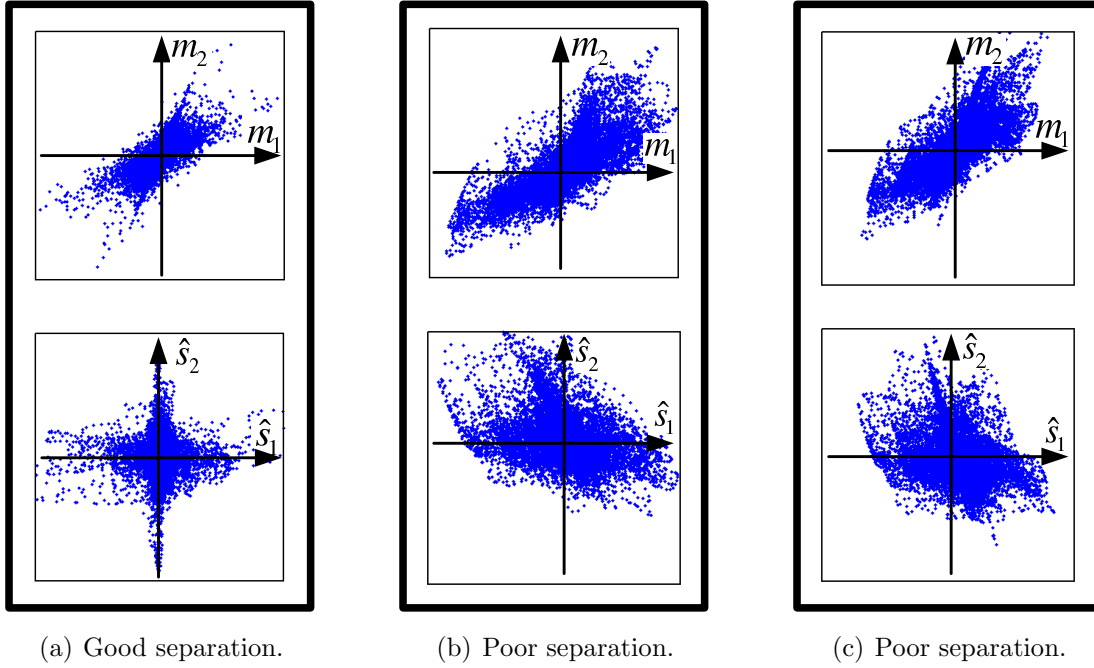 m₂
m₁
ŝ₂
ŝ₁
(a) Good separation.
m₂
m₁
ŝ₂
ŝ₁
(b) Poor separation.
m₂
m₁
ŝ₂
ŝ₁
(c) Poor separation.